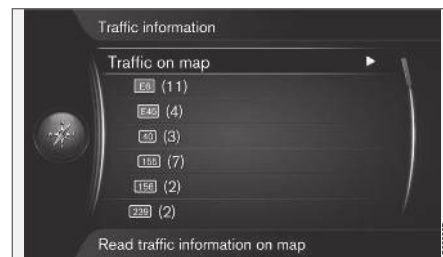 Traffic information
Traffic on map
E6 (11)
E45 (4)
40 (3)
155 (7)
156 (2)
239 (2)
Read traffic information on map